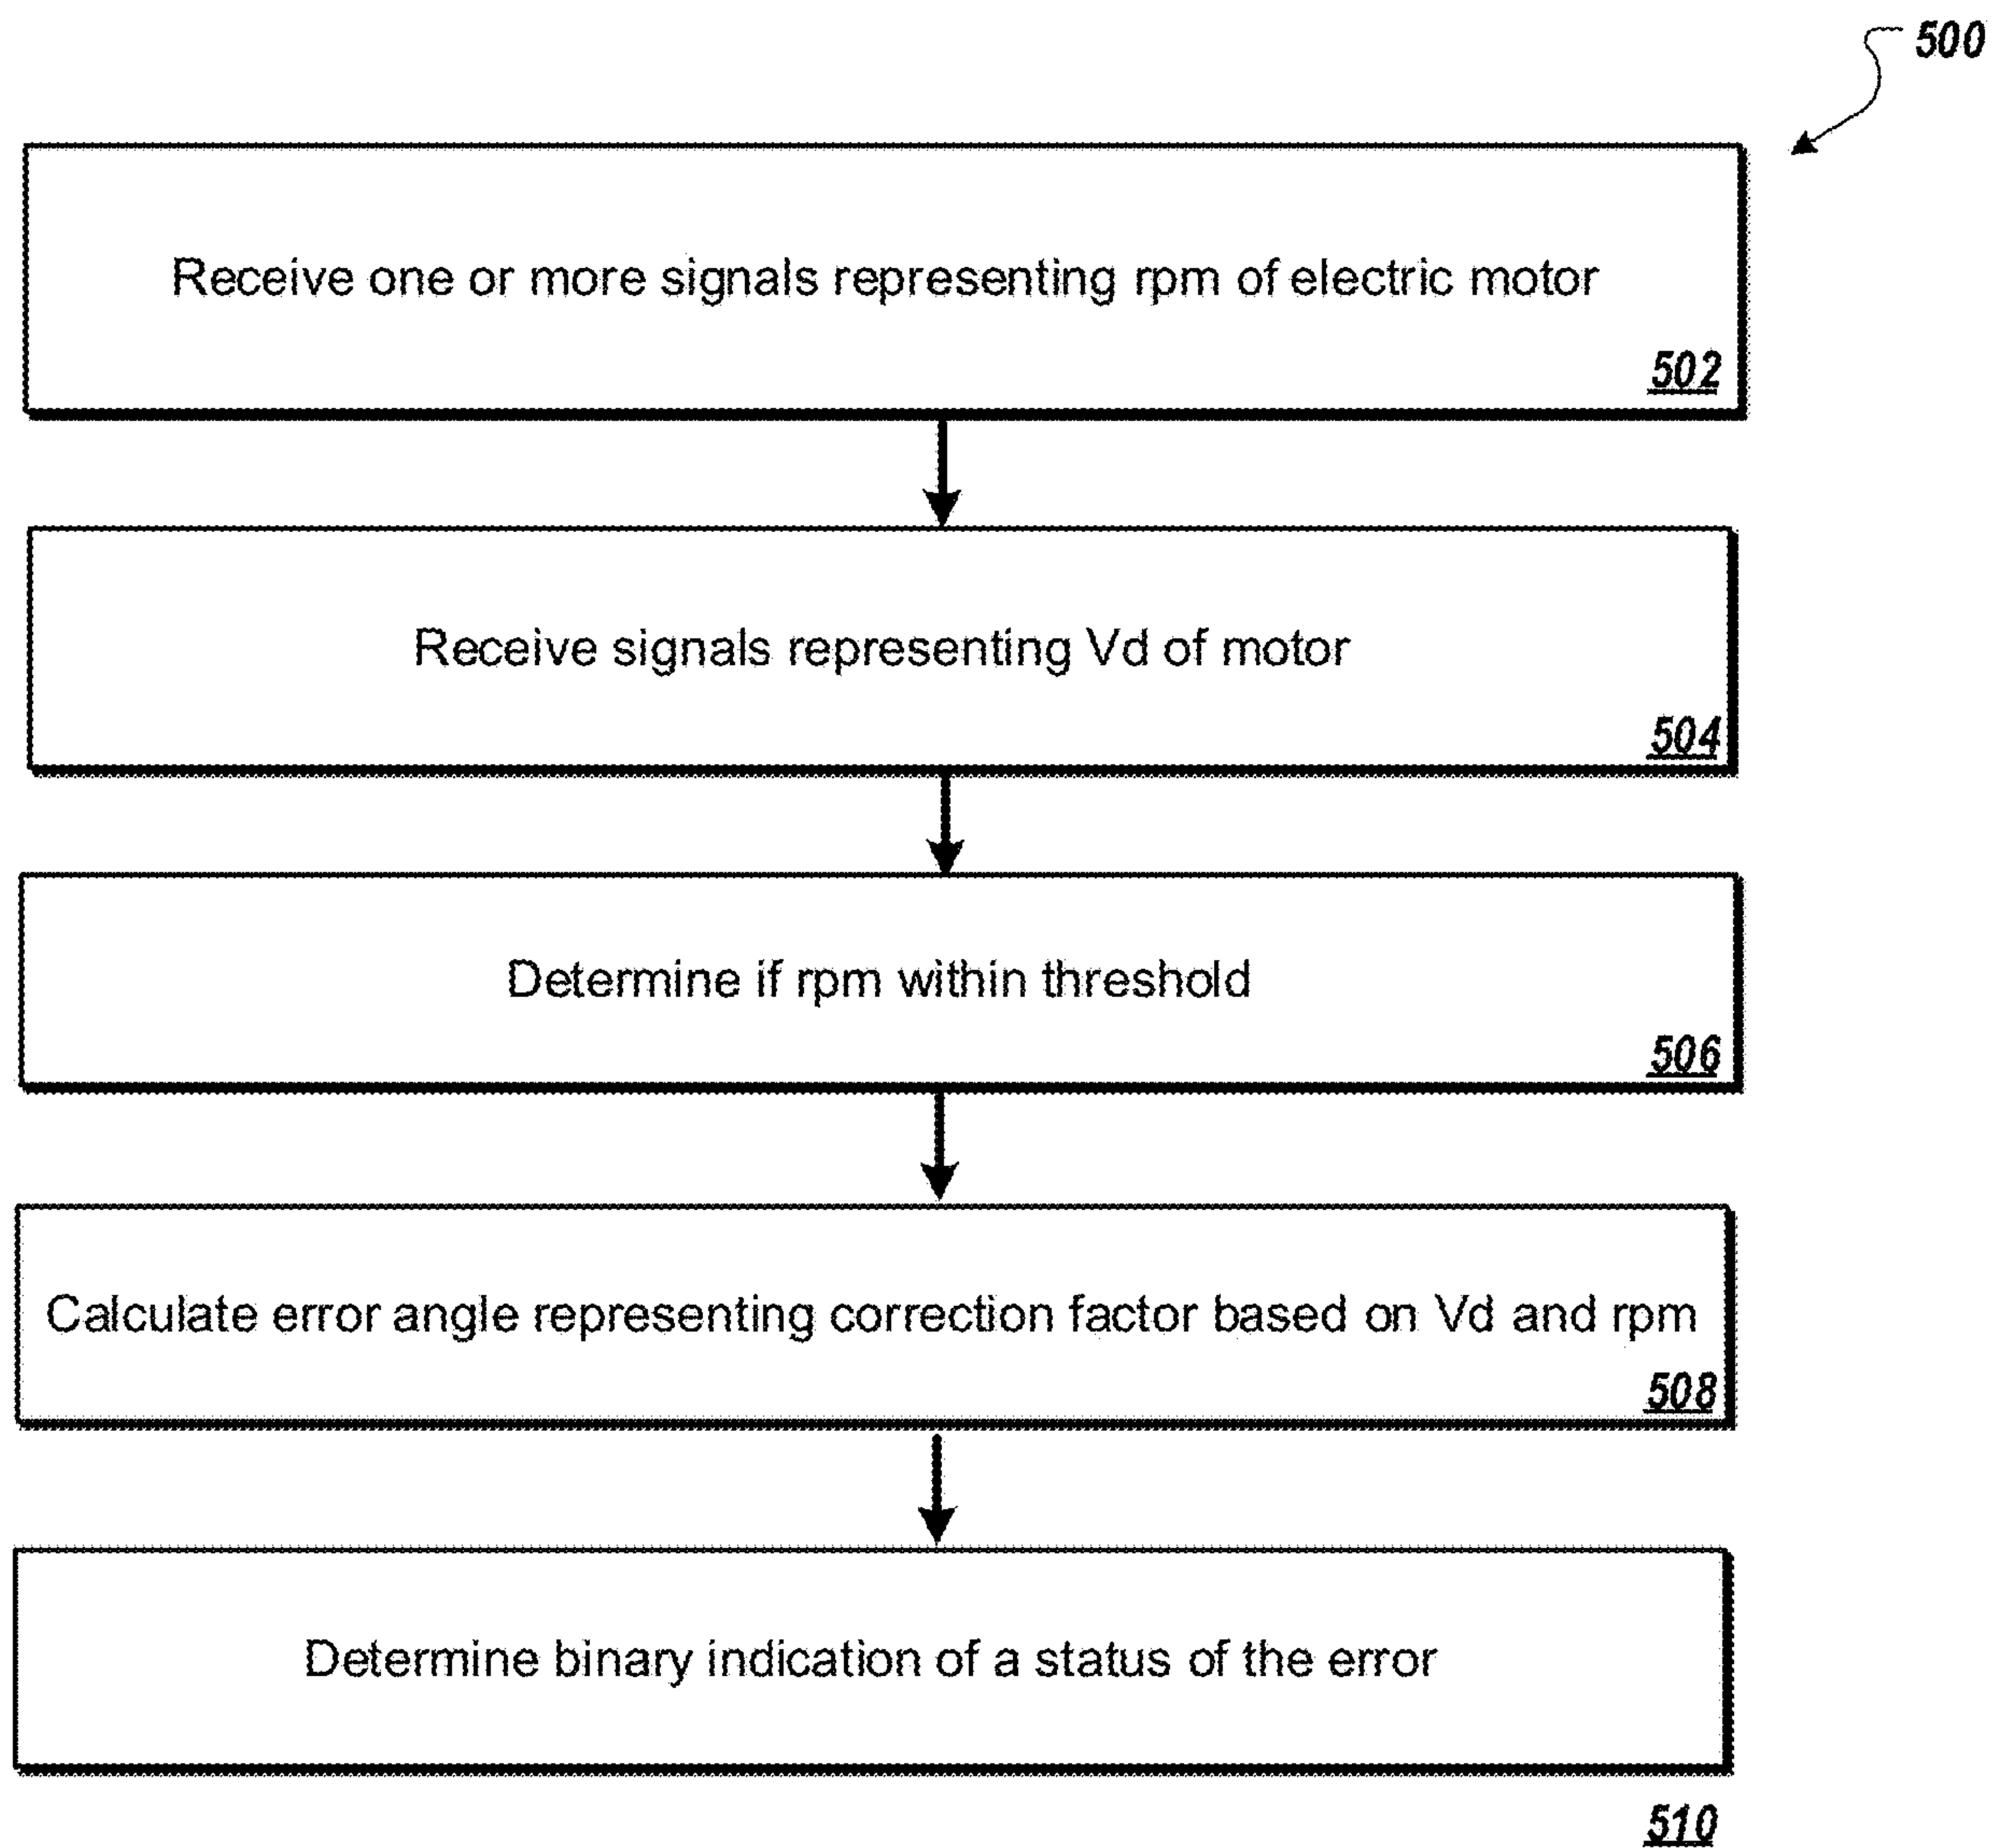 500
Receive one or more signals representing rpm of electric motor
502
Receive signals representing Vd of motor
504
Determine if rpm within threshold
506
Calculate error angle representing correction factor based on Vd and rpm
508
Determine binary indication of a status of the error
510